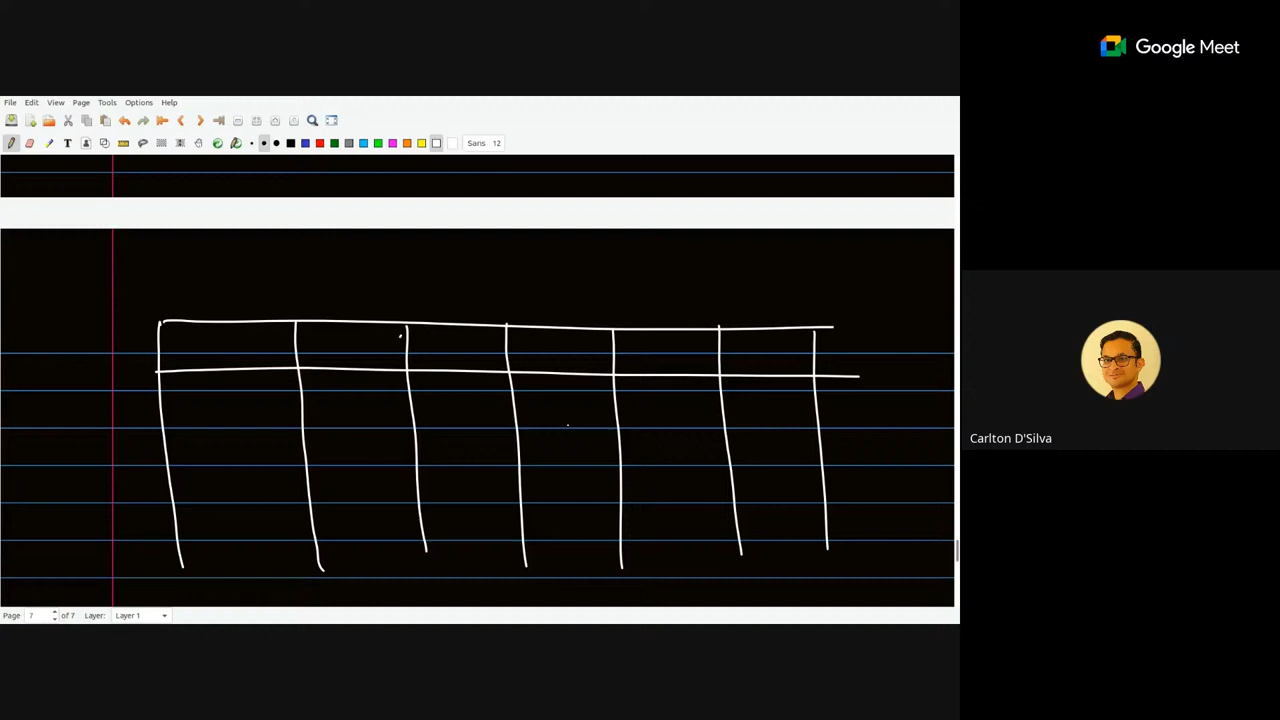 Google Meet
File Edit View Page Tools Options Help
T Sans 12
Carlton D'Silva
Page 7 of 7 Layer: Layer 1